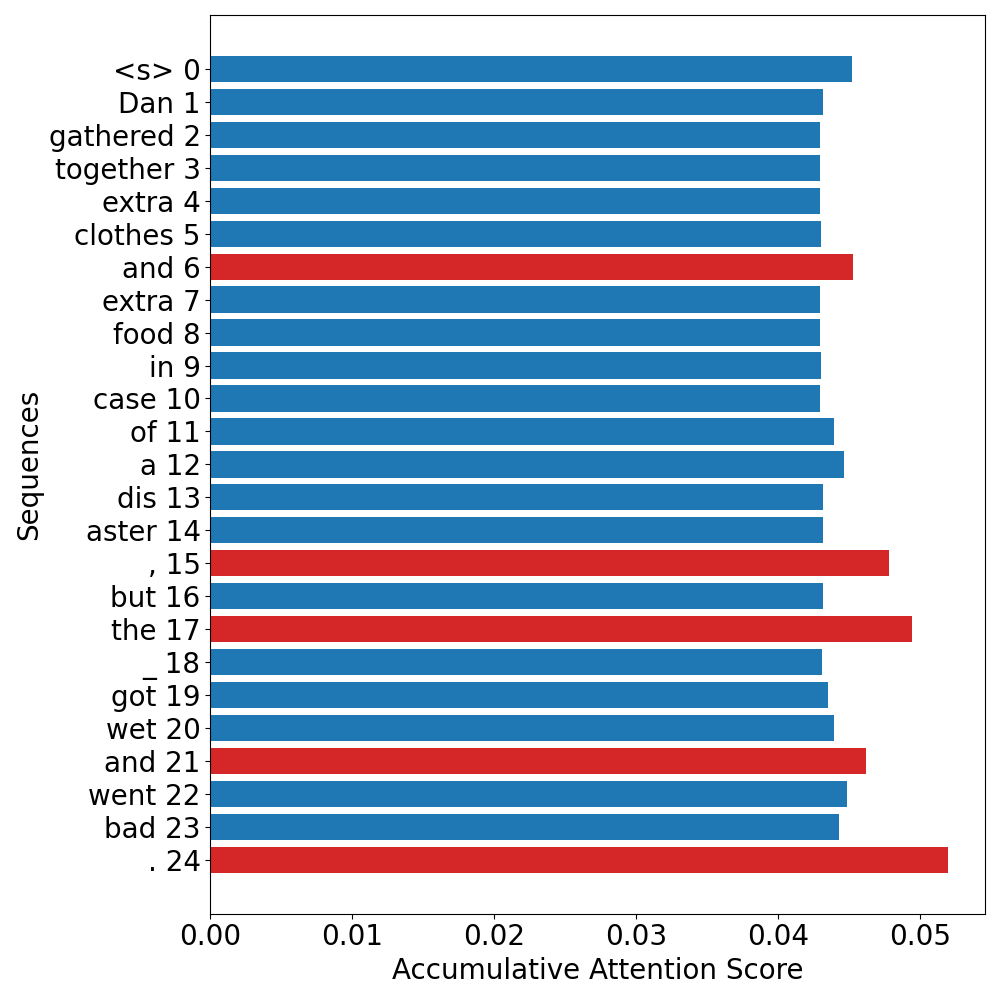 <s> 0
Dan 1
gathered 2
together 3
extra 4
clothes 5
and 6
extra 7
food 8
in 9
case 10
of 11
a 12
dis 13
aster 14
, 15
but 16
the 17
_ 18
got 19
wet 20
and 21
went 22
bad 23
. 24
Sequences
0.00 0.01 0.02 0.03 0.04 0.05
Accumulative Attention Score